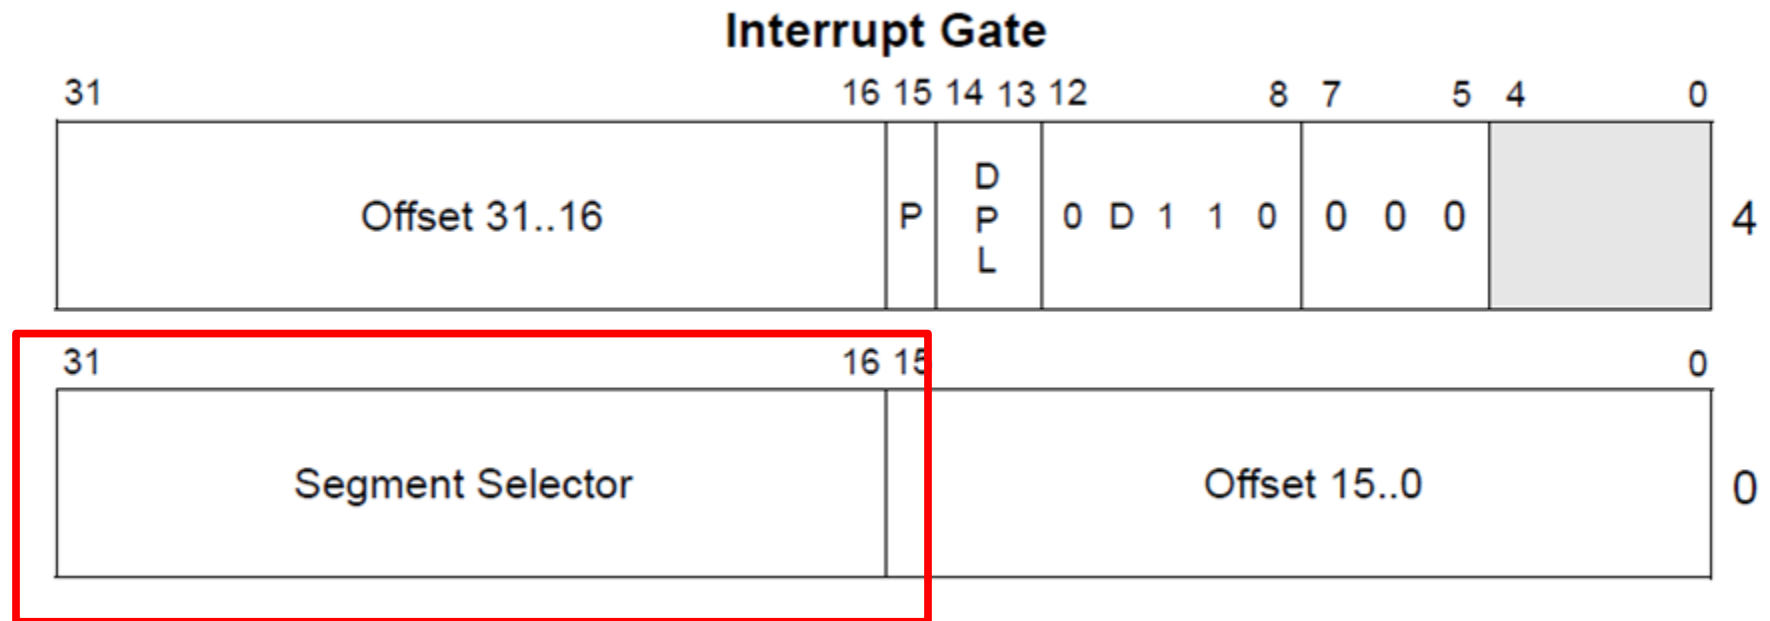 Interrupt Gate
31 16 15 14 13 12 8 7 5 4 0
Offset 31..16 P D P L 0 D 1 1 0 0 0 0 4
31 16 15 0
Segment Selector Offset 15..0 0